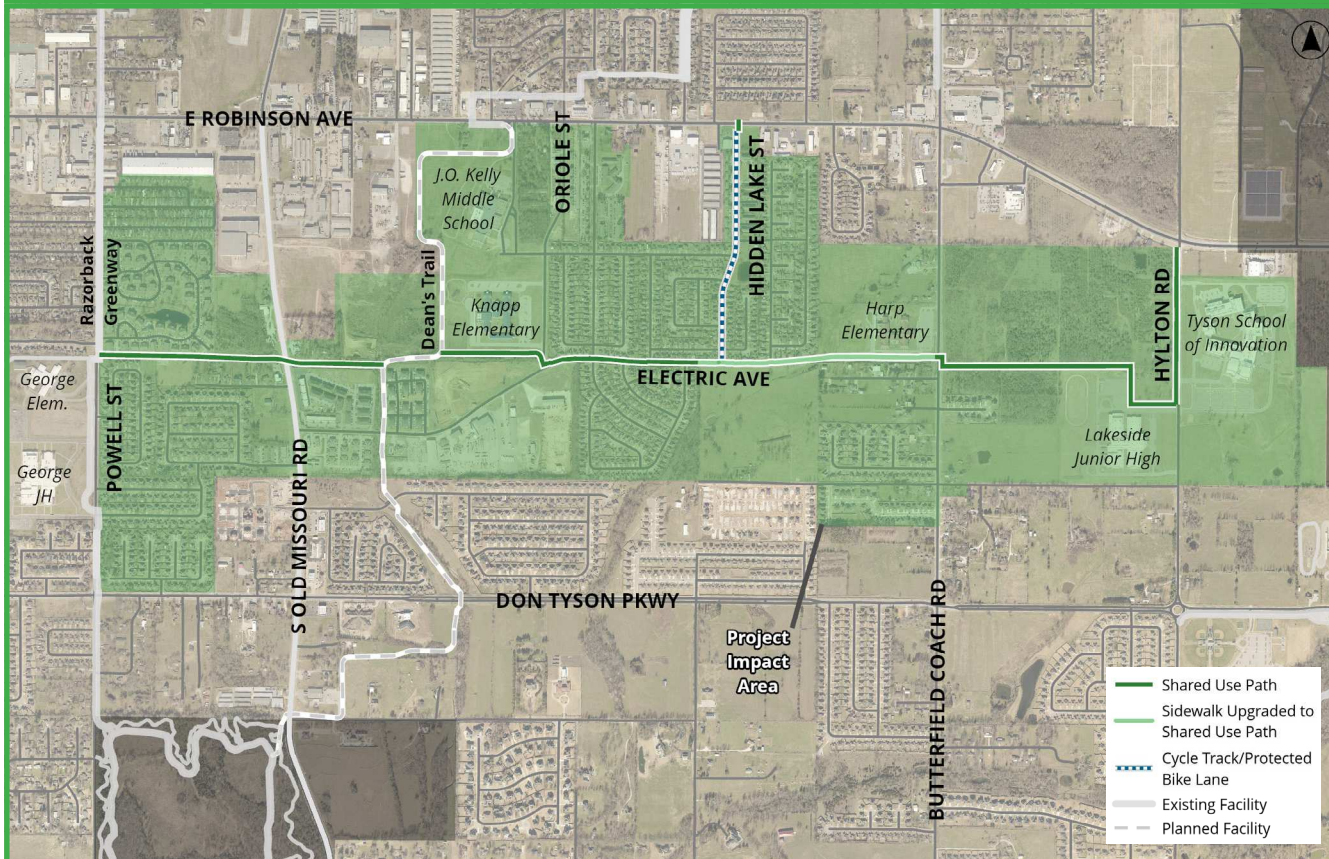 E ROBINSON AVE
ORIOLE ST
HIDDEN LAKE ST
J.O. Kelly
Middle
School
Razorback
Greenway
Dean's Trail
Knapp
Elementary
Harp
Elementary
HYLTON RD
Tyson School
of Innovation
George
Elem.
POWELL ST
ELECTRIC AVE
George
JH
S OLD MISSOURI RD
Lakeside
Junior High
DON TYSON PKWY
Project
Impact
Area
BUTTERFIELD COACH RD
Shared Use Path
Sidewalk Upgraded to
Shared Use Path
Cycle Track/Protected
Bike Lane
Existing Facility
Planned Facility